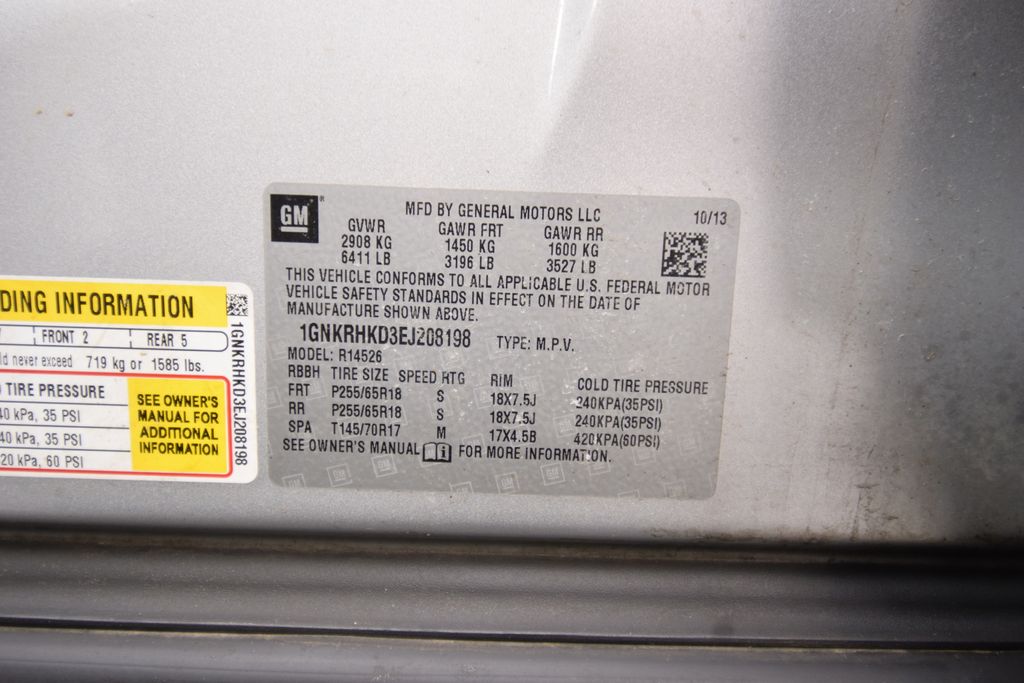 GM
MFD BY GENERAL MOTORS LLC
10/13
GVWR GAWR FRT GAWR RR
2908 KG 1450 KG 1600 KG
6411 LB 3196 LB 3527 LB
THIS VEHICLE CONFORMS TO ALL APPLICABLE U.S. FEDERAL MOTOR
VEHICLE SAFETY STANDARDS IN EFFECT ON THE DATE OF
MANUFACTURE SHOWN ABOVE.
1GNKRHKD3EJ208198 TYPE: M.P.V.
MODEL: R14526
RBBH TIRE SIZE SPEED RTG RIM COLD TIRE PRESSURE
FRT P255/65R18 S 18X7.5J 240KPA(35PSI)
RR P255/65R18 S 18X7.5J 240KPA(35PSI)
SPA T145/70R17 M 17X4.5B 420KPA(60PSI)
SEE OWNER'S MANUAL FOR MORE INFORMATION.
DING INFORMATION
FRONT 2 REAR 5
ld never exceed 719 kg or 1585 lbs.
TIRE PRESSURE
40 kPa, 35 PSI
40 kPa, 35 PSI
20 kPa, 60 PSI
SEE OWNER'S
MANUAL FOR
ADDITIONAL
INFORMATION
1GNKRHKD3EJ208198